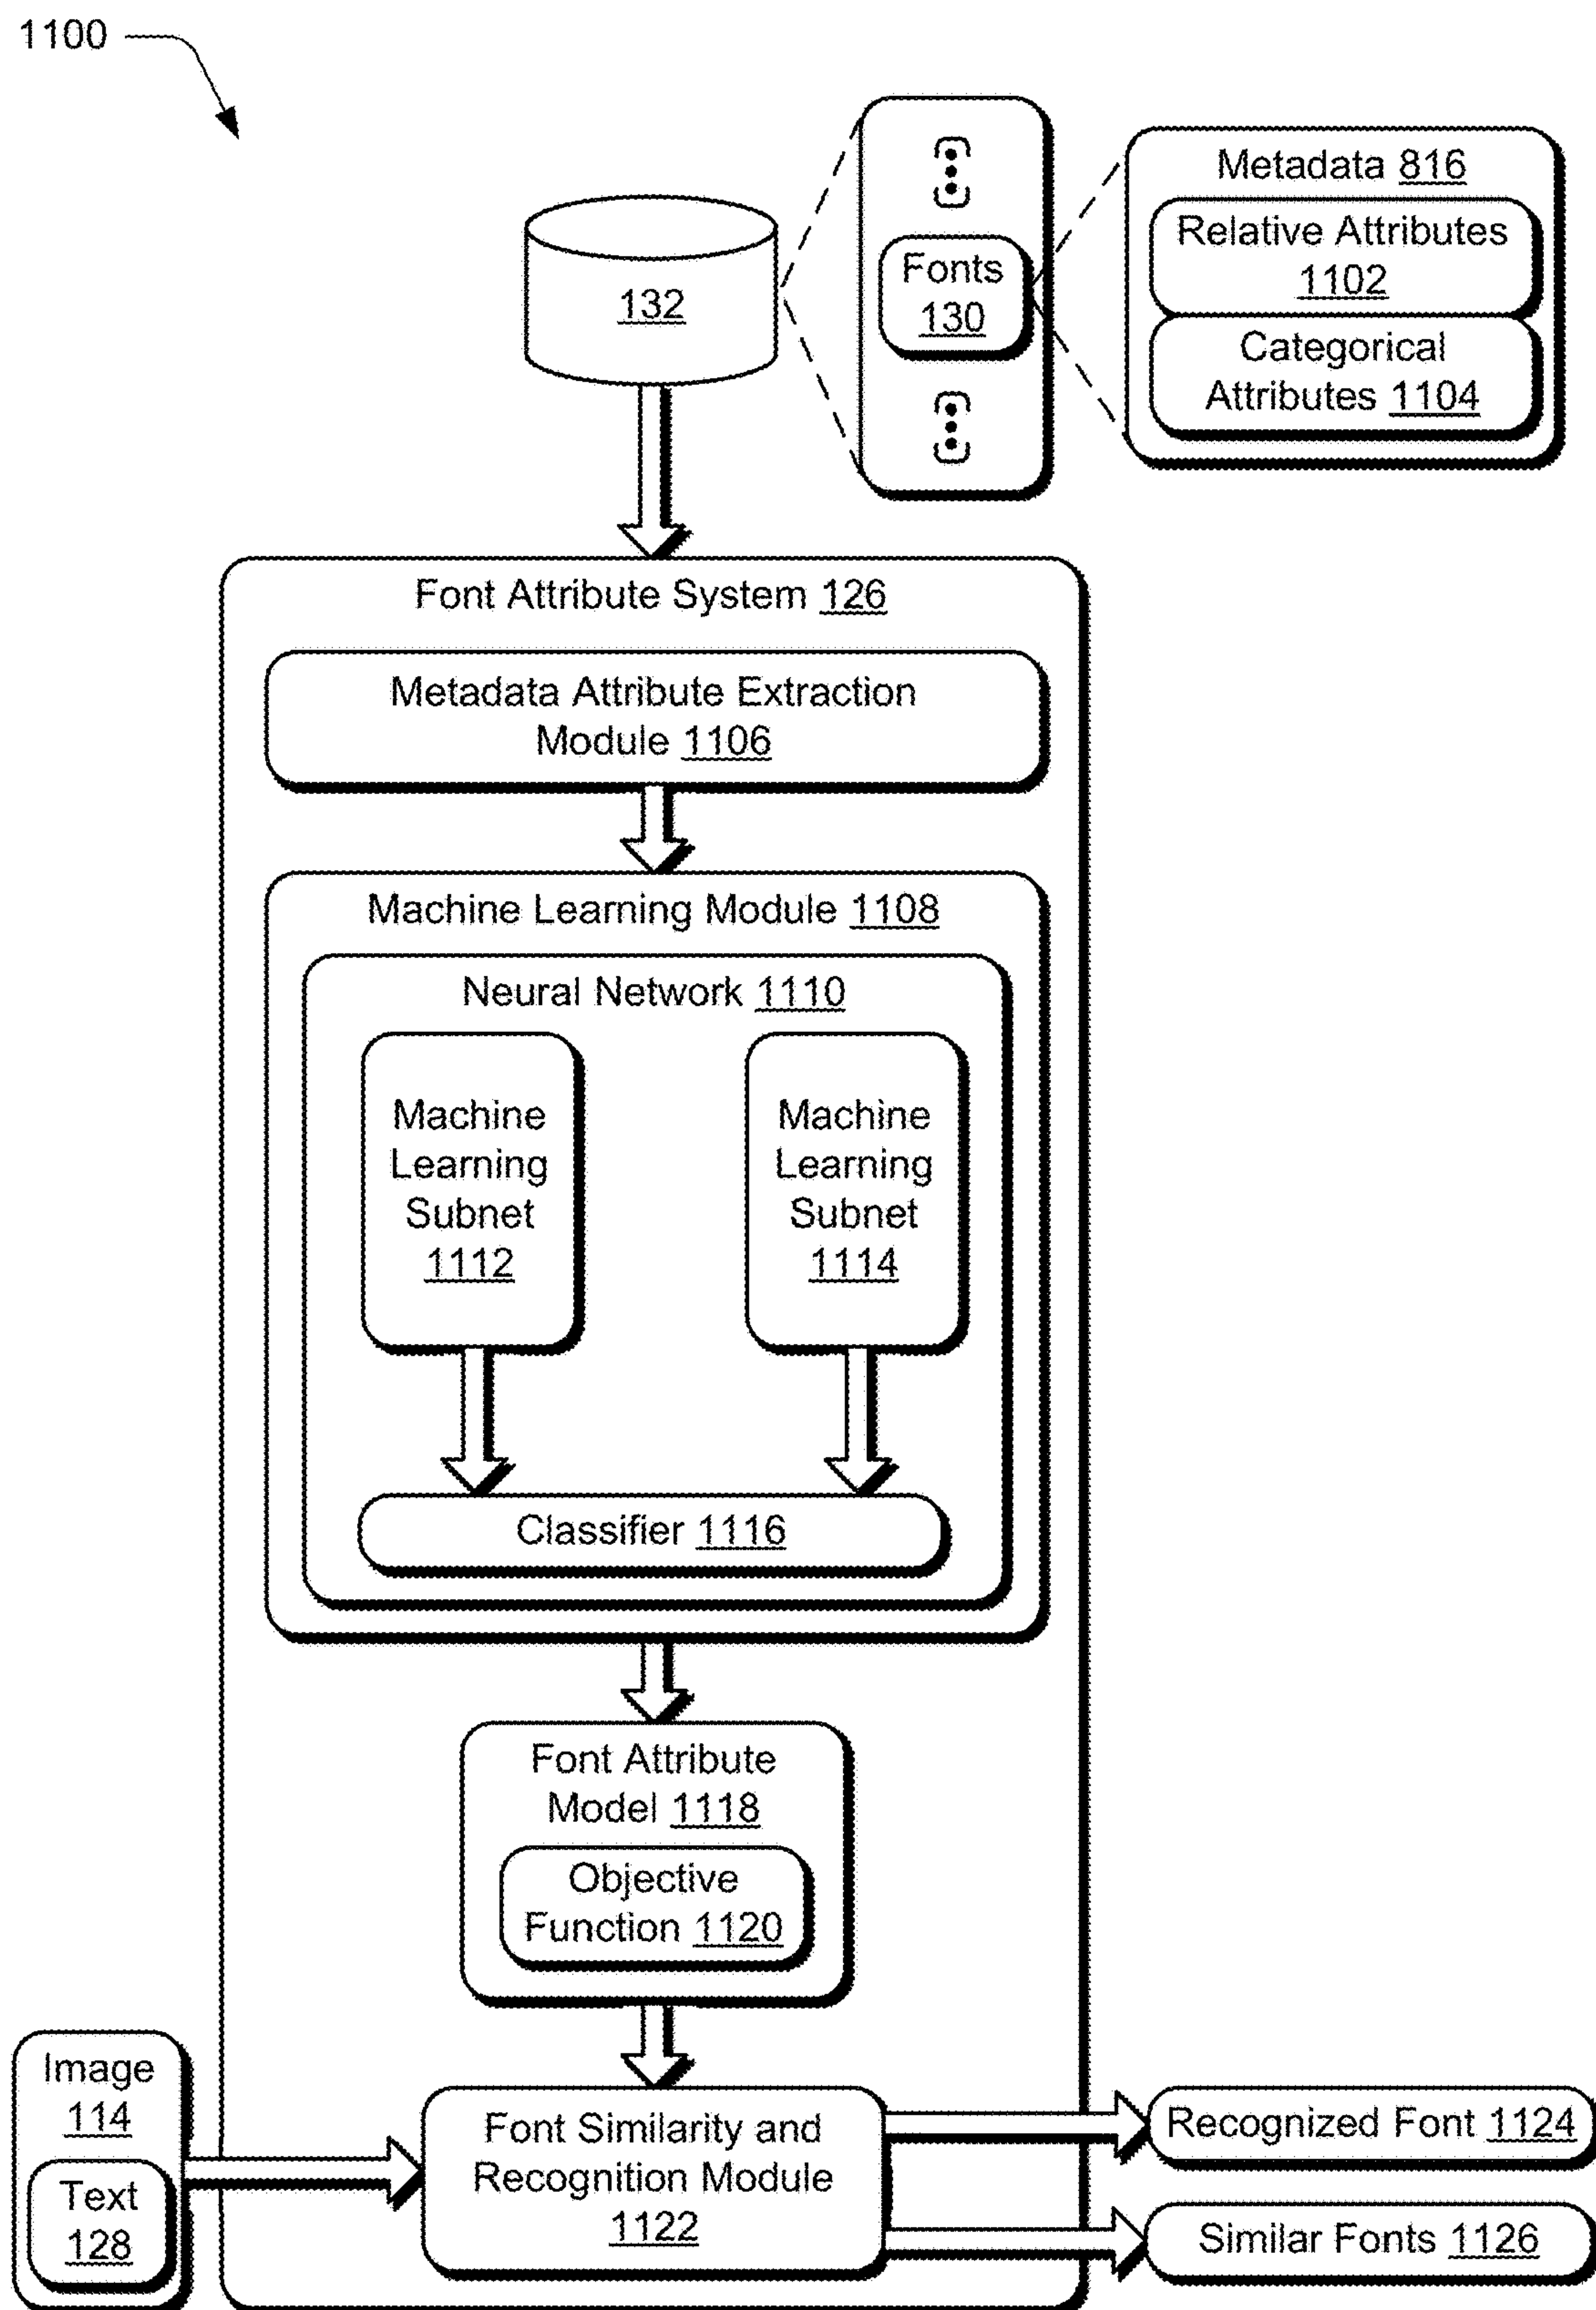 1100
132
Fonts
130
Metadata 816
Relative Attributes
1102
Categorical
Attributes 1104
Font Attribute System 126
Metadata Attribute Extraction
Module 1106
Machine Learning Module 1108
Neural Network 1110
Machine
Learning
Subnet
1112
Machine
Learning
Subnet
1114
Classifier 1116
Font Attribute
Model 1118
Objective
Function 1120
Image
114
Text
128
Font Similarity and
Recognition Module
1122
Recognized Font 1124
Similar Fonts 1126